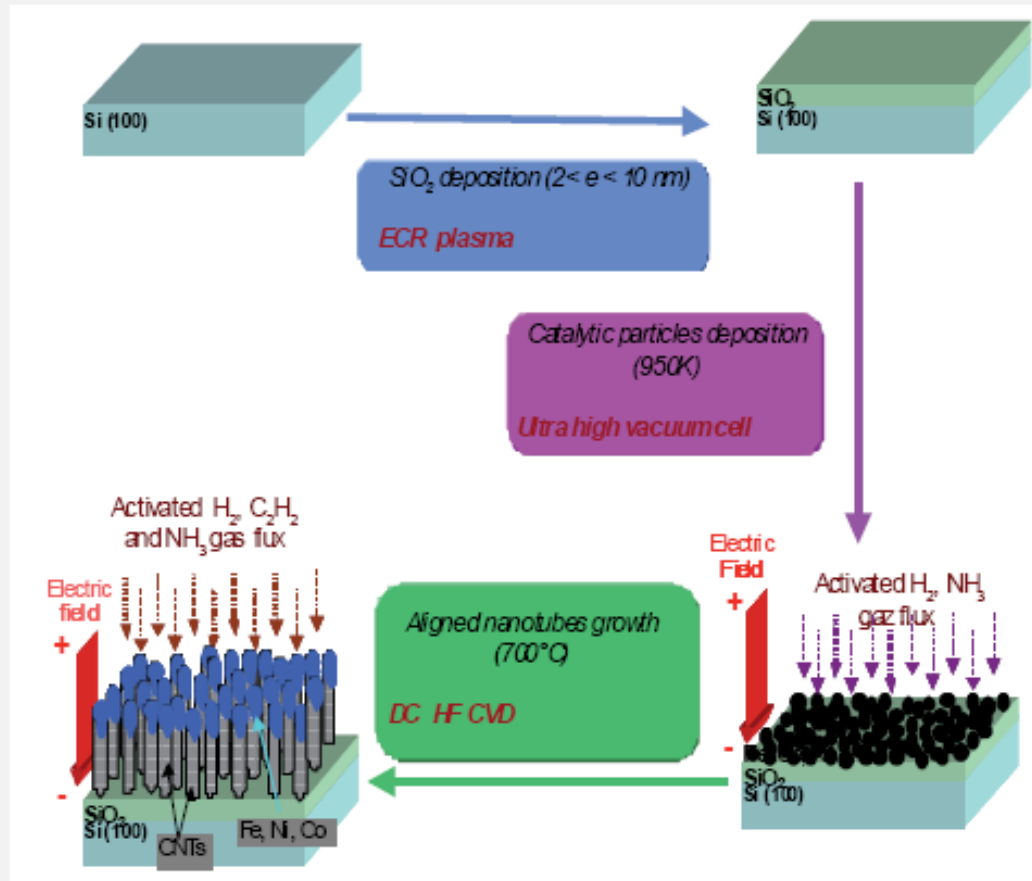 Si (100)
SiO₂
Si (100)
SiO₂ deposition (2< e < 10 nm)
ECR plasma
Catalytic particles deposition
(950K)
Ultra high vacuum cell
Electric
Field
+
-
Activated H₂, NH₃
gaz flux
SiO₂
Si (100)
Aligned nanotubes growth
(700°C)
DC HF CVD
Activated H₂, C₂H₂
and NH₃ gas flux
Electric
field
+
-
SiO₂
Si (100)
CNTs
Fe, Ni, Co